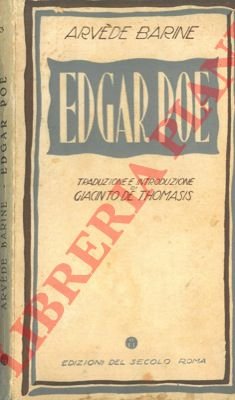 ARVÈDE BARINE
EDGAR POE
TRADUZIONE E INTRODUZIONE
DI
GIACINTO DE THOMASIS
EDIZIONI DEL SECOLO ROMA
ARVÈDE BARINE - EDGAR POE
LIBRERIA PIANI